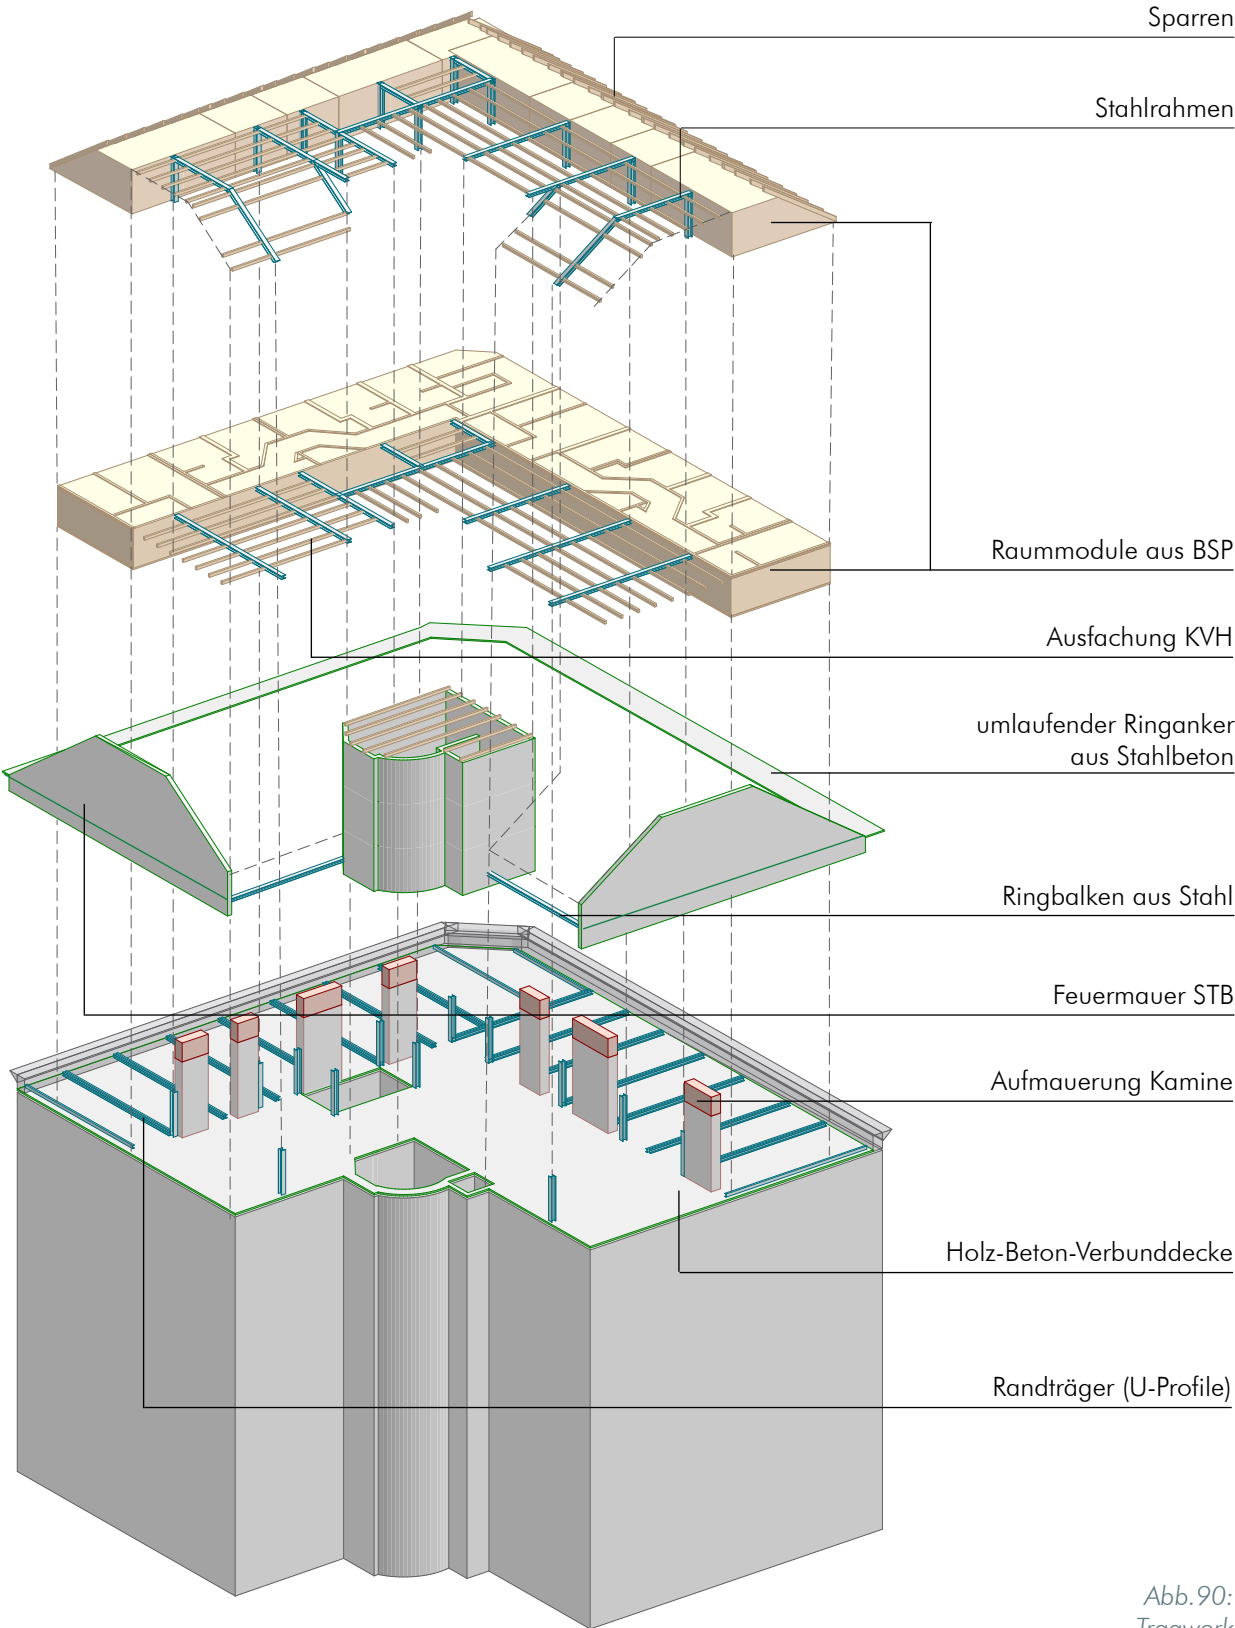 Sparren
Stahlrahmen
Raummodule aus BSP
Ausfachung KVH
umlaufender Ringanker
aus Stahlbeton
Ringbalken aus Stahl
Feuermauer STB
Aufmauerung Kamine
Holz-Beton-Verbunddecke
Randträger (U-Profile)
Abb.90:
Tragwerk